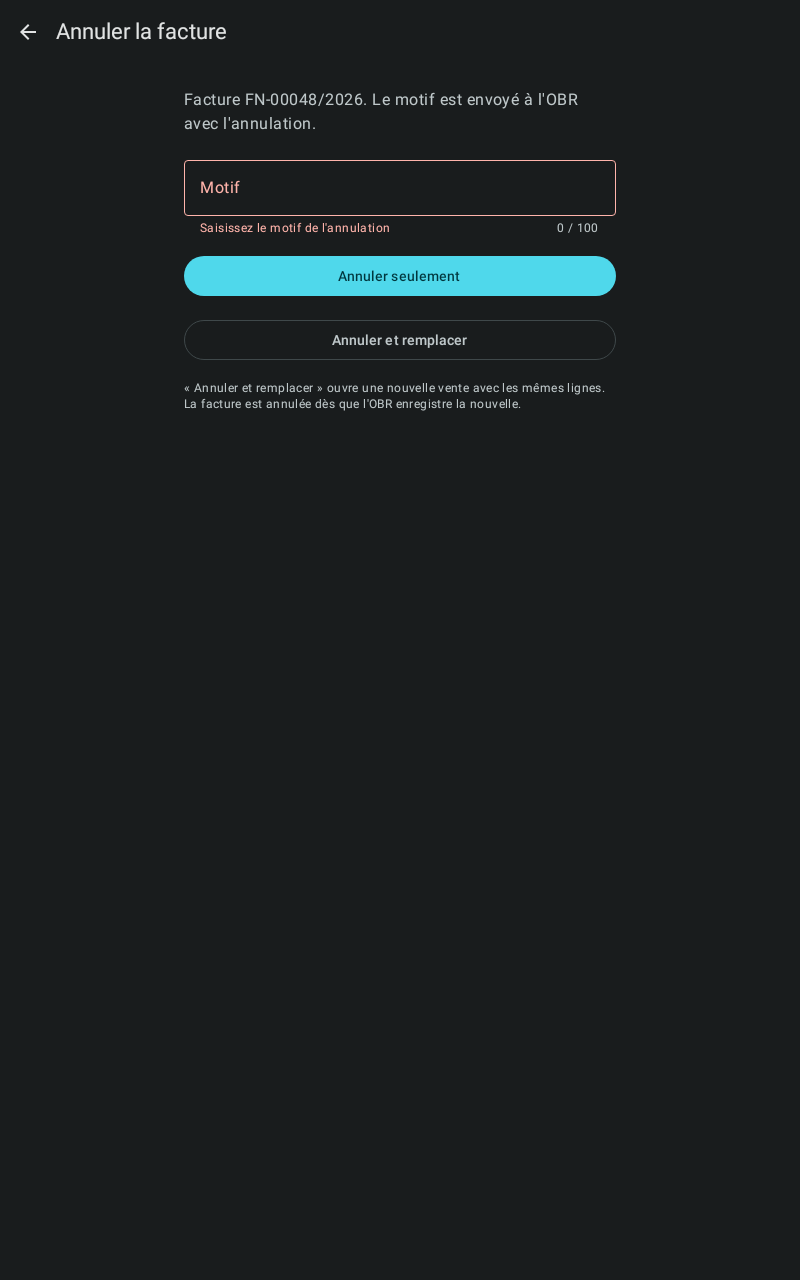 Annuler la facture
Facture FN-00048/2026. Le motif est envoyé à l'OBR
avec l'annulation.
Motif
Saisissez le motif de l'annulation
0 / 100
Annuler seulement
Annuler et remplacer
« Annuler et remplacer » ouvre une nouvelle vente avec les mêmes lignes.
La facture est annulée dès que l'OBR enregistre la nouvelle.